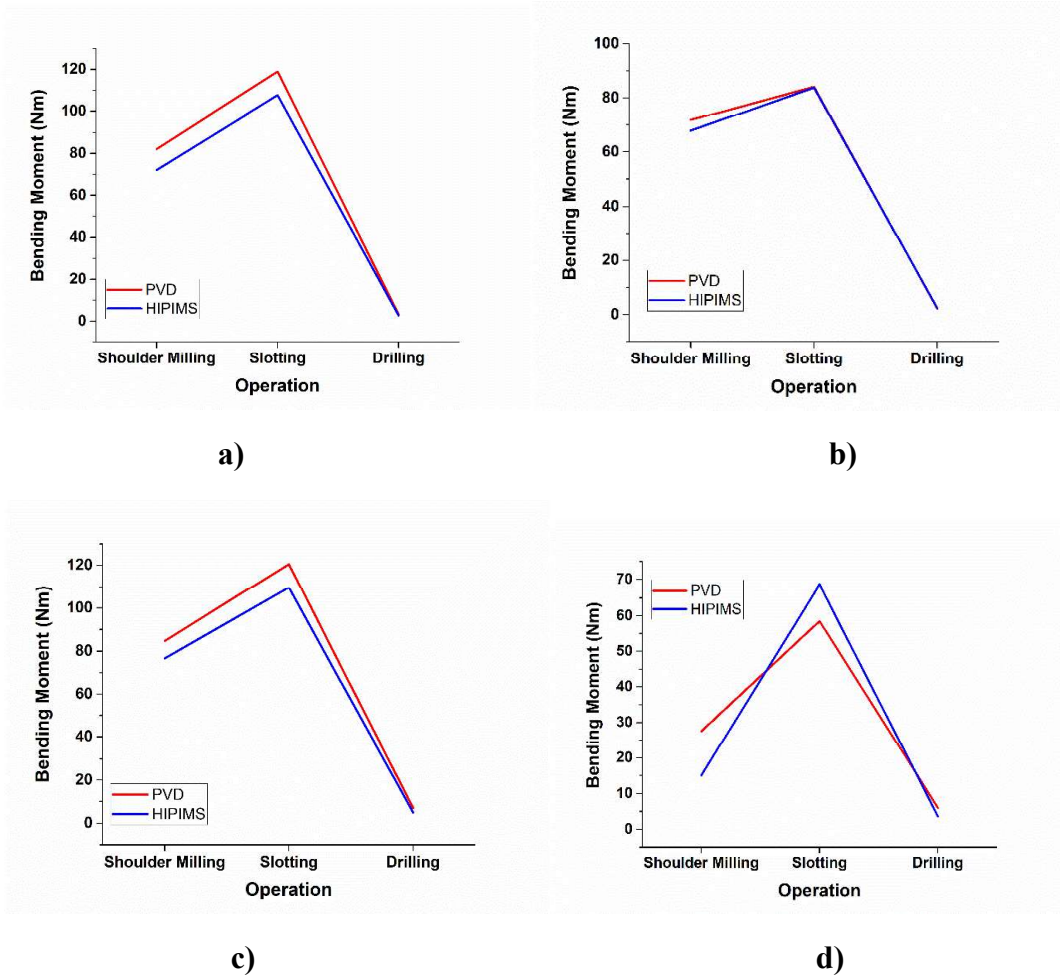 120
100
80
60
40
20
0
Bending Moment (Nm)
PVD
HIPIMS
Shoulder Milling Slotting Drilling
Operation
a)
100
80
60
40
20
0
Bending Moment (Nm)
PVD
HIPIMS
Shoulder Milling Slotting Drilling
Operation
b)
120
100
80
60
40
20
0
Bending Moment (Nm)
PVD
HIPIMS
Shoulder Milling Slotting Drilling
Operation
c)
70
60
50
40
30
20
10
0
Bending Moment (Nm)
PVD
HIPIMS
Shoulder Milling Slotting Drilling
Operation
d)